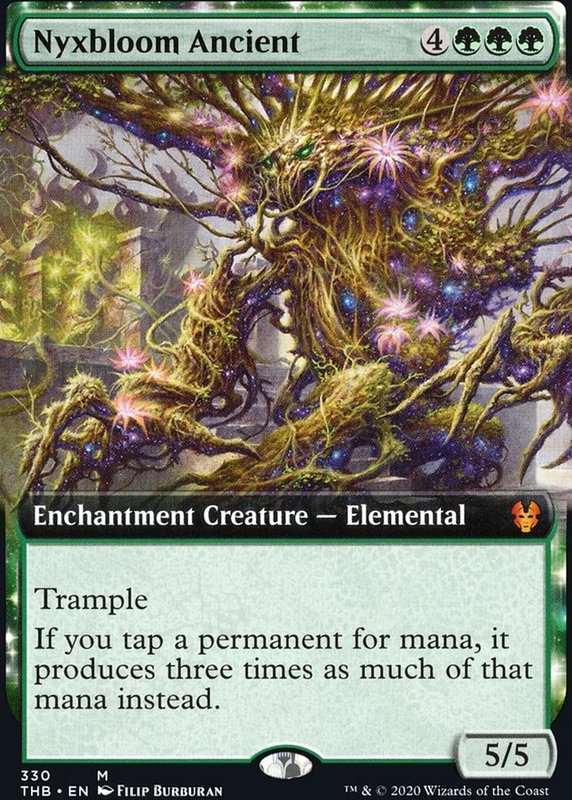 Nyxbloom Ancient 4
Enchantment Creature — Elemental
Trample
If you tap a permanent for mana, it
produces three times as much of that
mana instead.
5/5
330 M
THB • EN Filip Burburan
™ & © 2020 Wizards of the Coast